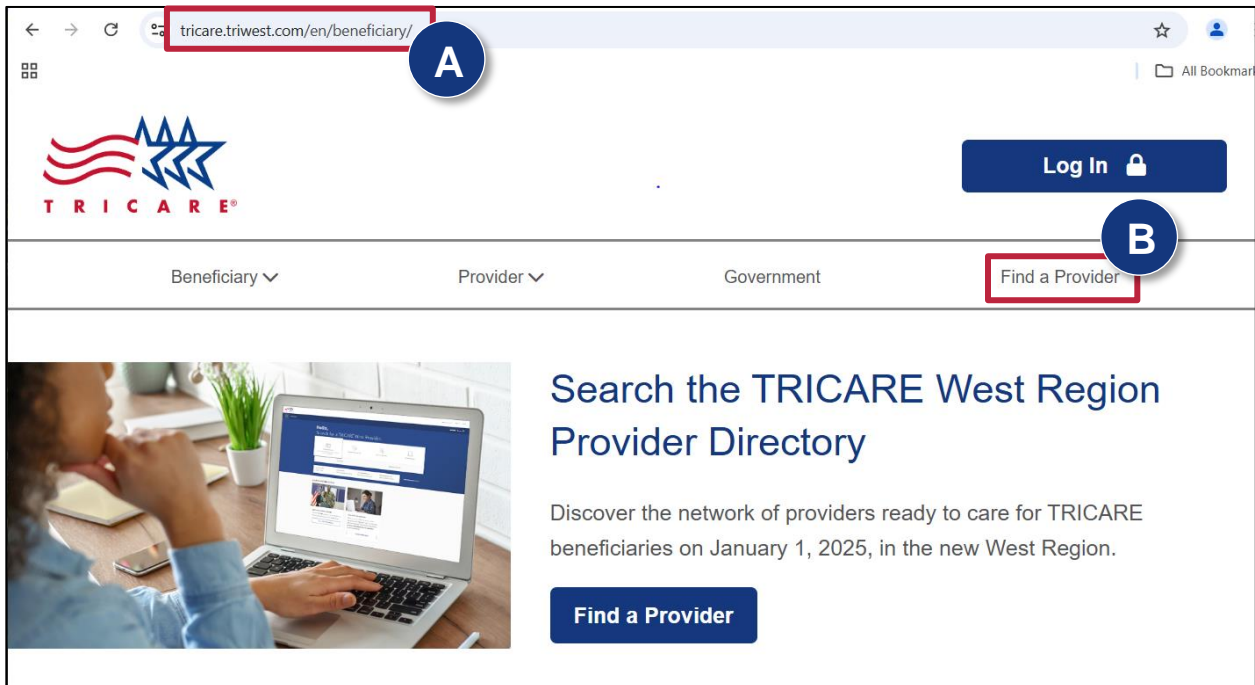 tricare.triwest.com/en/beneficiary/
A
All Bookmar
TRICARE®
Log In
B
Beneficiary Provider Government Find a Provider
Search the TRICARE West Region
Provider Directory
Discover the network of providers ready to care for TRICARE
beneficiaries on January 1, 2025, in the new West Region.
Find a Provider